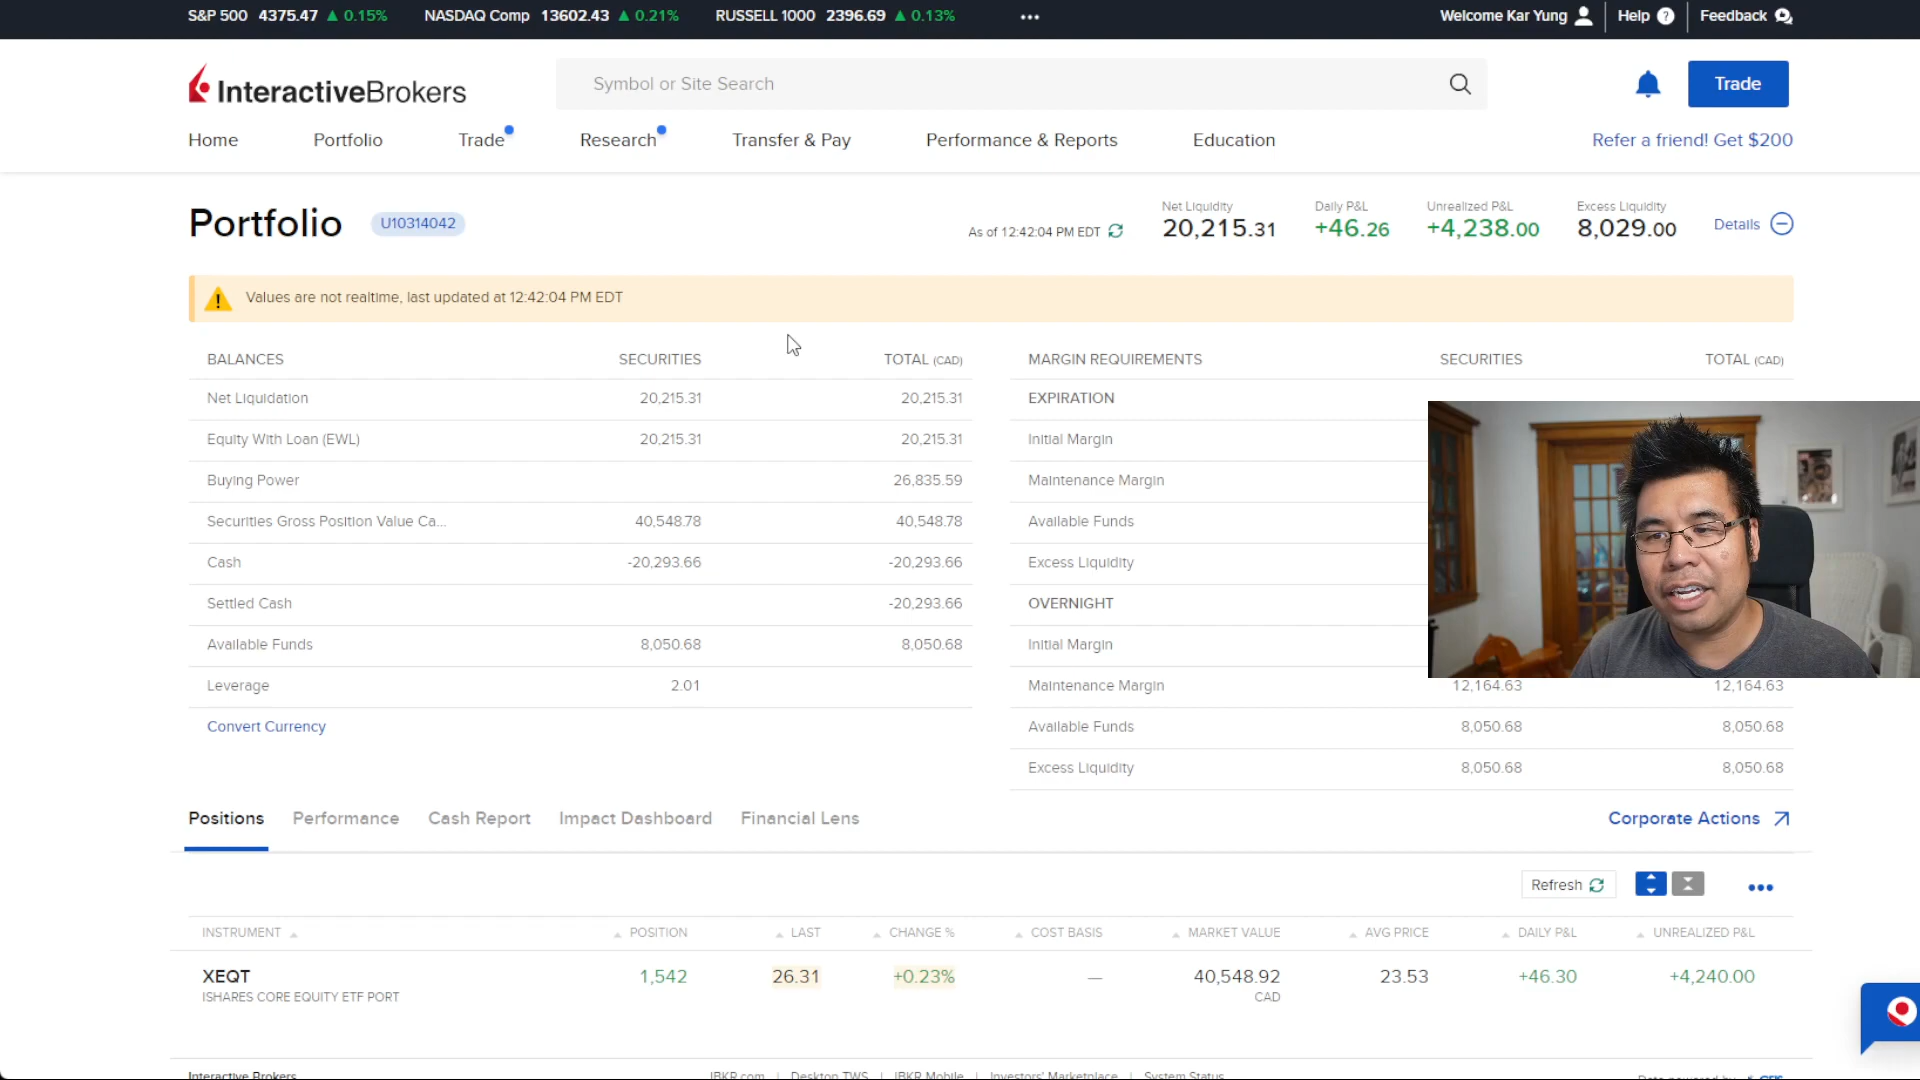 S&P 500 4375.47 ▲ 0.15% NASDAQ Comp 13602.43 ▲ 0.21% RUSSELL 1000 2396.69 ▲ 0.13% ••• Welcome Kar Yung Help ? Feedback
InteractiveBrokers Symbol or Site Search Trade
Home Portfolio Trade Research Transfer & Pay Performance & Reports Education Refer a friend! Get $200
Net Liquidity Daily P&L Unrealized P&L Excess Liquidity
Portfolio U10314042 As of 12:42:04 PM EDT 20,215.31 +46.26 +4,238.00 8,029.00 Details
Values are not realtime, last updated at 12:42:04 PM EDT
BALANCES SECURITIES TOTAL (CAD) MARGIN REQUIREMENTS SECURITIES TOTAL (CAD)
Net Liquidation 20,215.31 20,215.31 EXPIRATION
Equity With Loan (EWL) 20,215.31 20,215.31 Initial Margin
Buying Power 26,835.59 Maintenance Margin
Securities Gross Position Value Ca... 40,548.78 40,548.78 Available Funds
Cash -20,293.66 -20,293.66 Excess Liquidity
Settled Cash -20,293.66 OVERNIGHT
Available Funds 8,050.68 8,050.68 Initial Margin
Leverage 2.01 Maintenance Margin 12,164.63 12,164.63
Convert Currency Available Funds 8,050.68 8,050.68
Excess Liquidity 8,050.68 8,050.68
Positions Performance Cash Report Impact Dashboard Financial Lens Corporate Actions
Refresh •••
INSTRUMENT POSITION LAST CHANGE % COST BASIS MARKET VALUE AVG PRICE DAILY P&L UNREALIZED P&L
XEQT 1,542 26.31 +0.23% — 40,548.92 23.53 +46.30 +4,240.00
ISHARES CORE EQUITY ETF PORT CAD
Interactive Brokers IBKR.com | Desktop TWS | IBKR Mobile | Investors' Marketplace | System Status